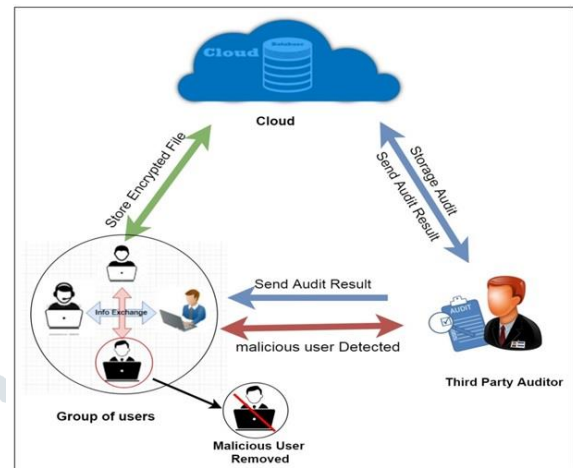 Cloud
Database
Cloud
Store Encrypted File
Storage Audit
Send Audit Result
Info Exchange
Send Audit Result
malicious user Detected
AUDIT
Third Party Auditor
Group of users
Malicious User
Removed